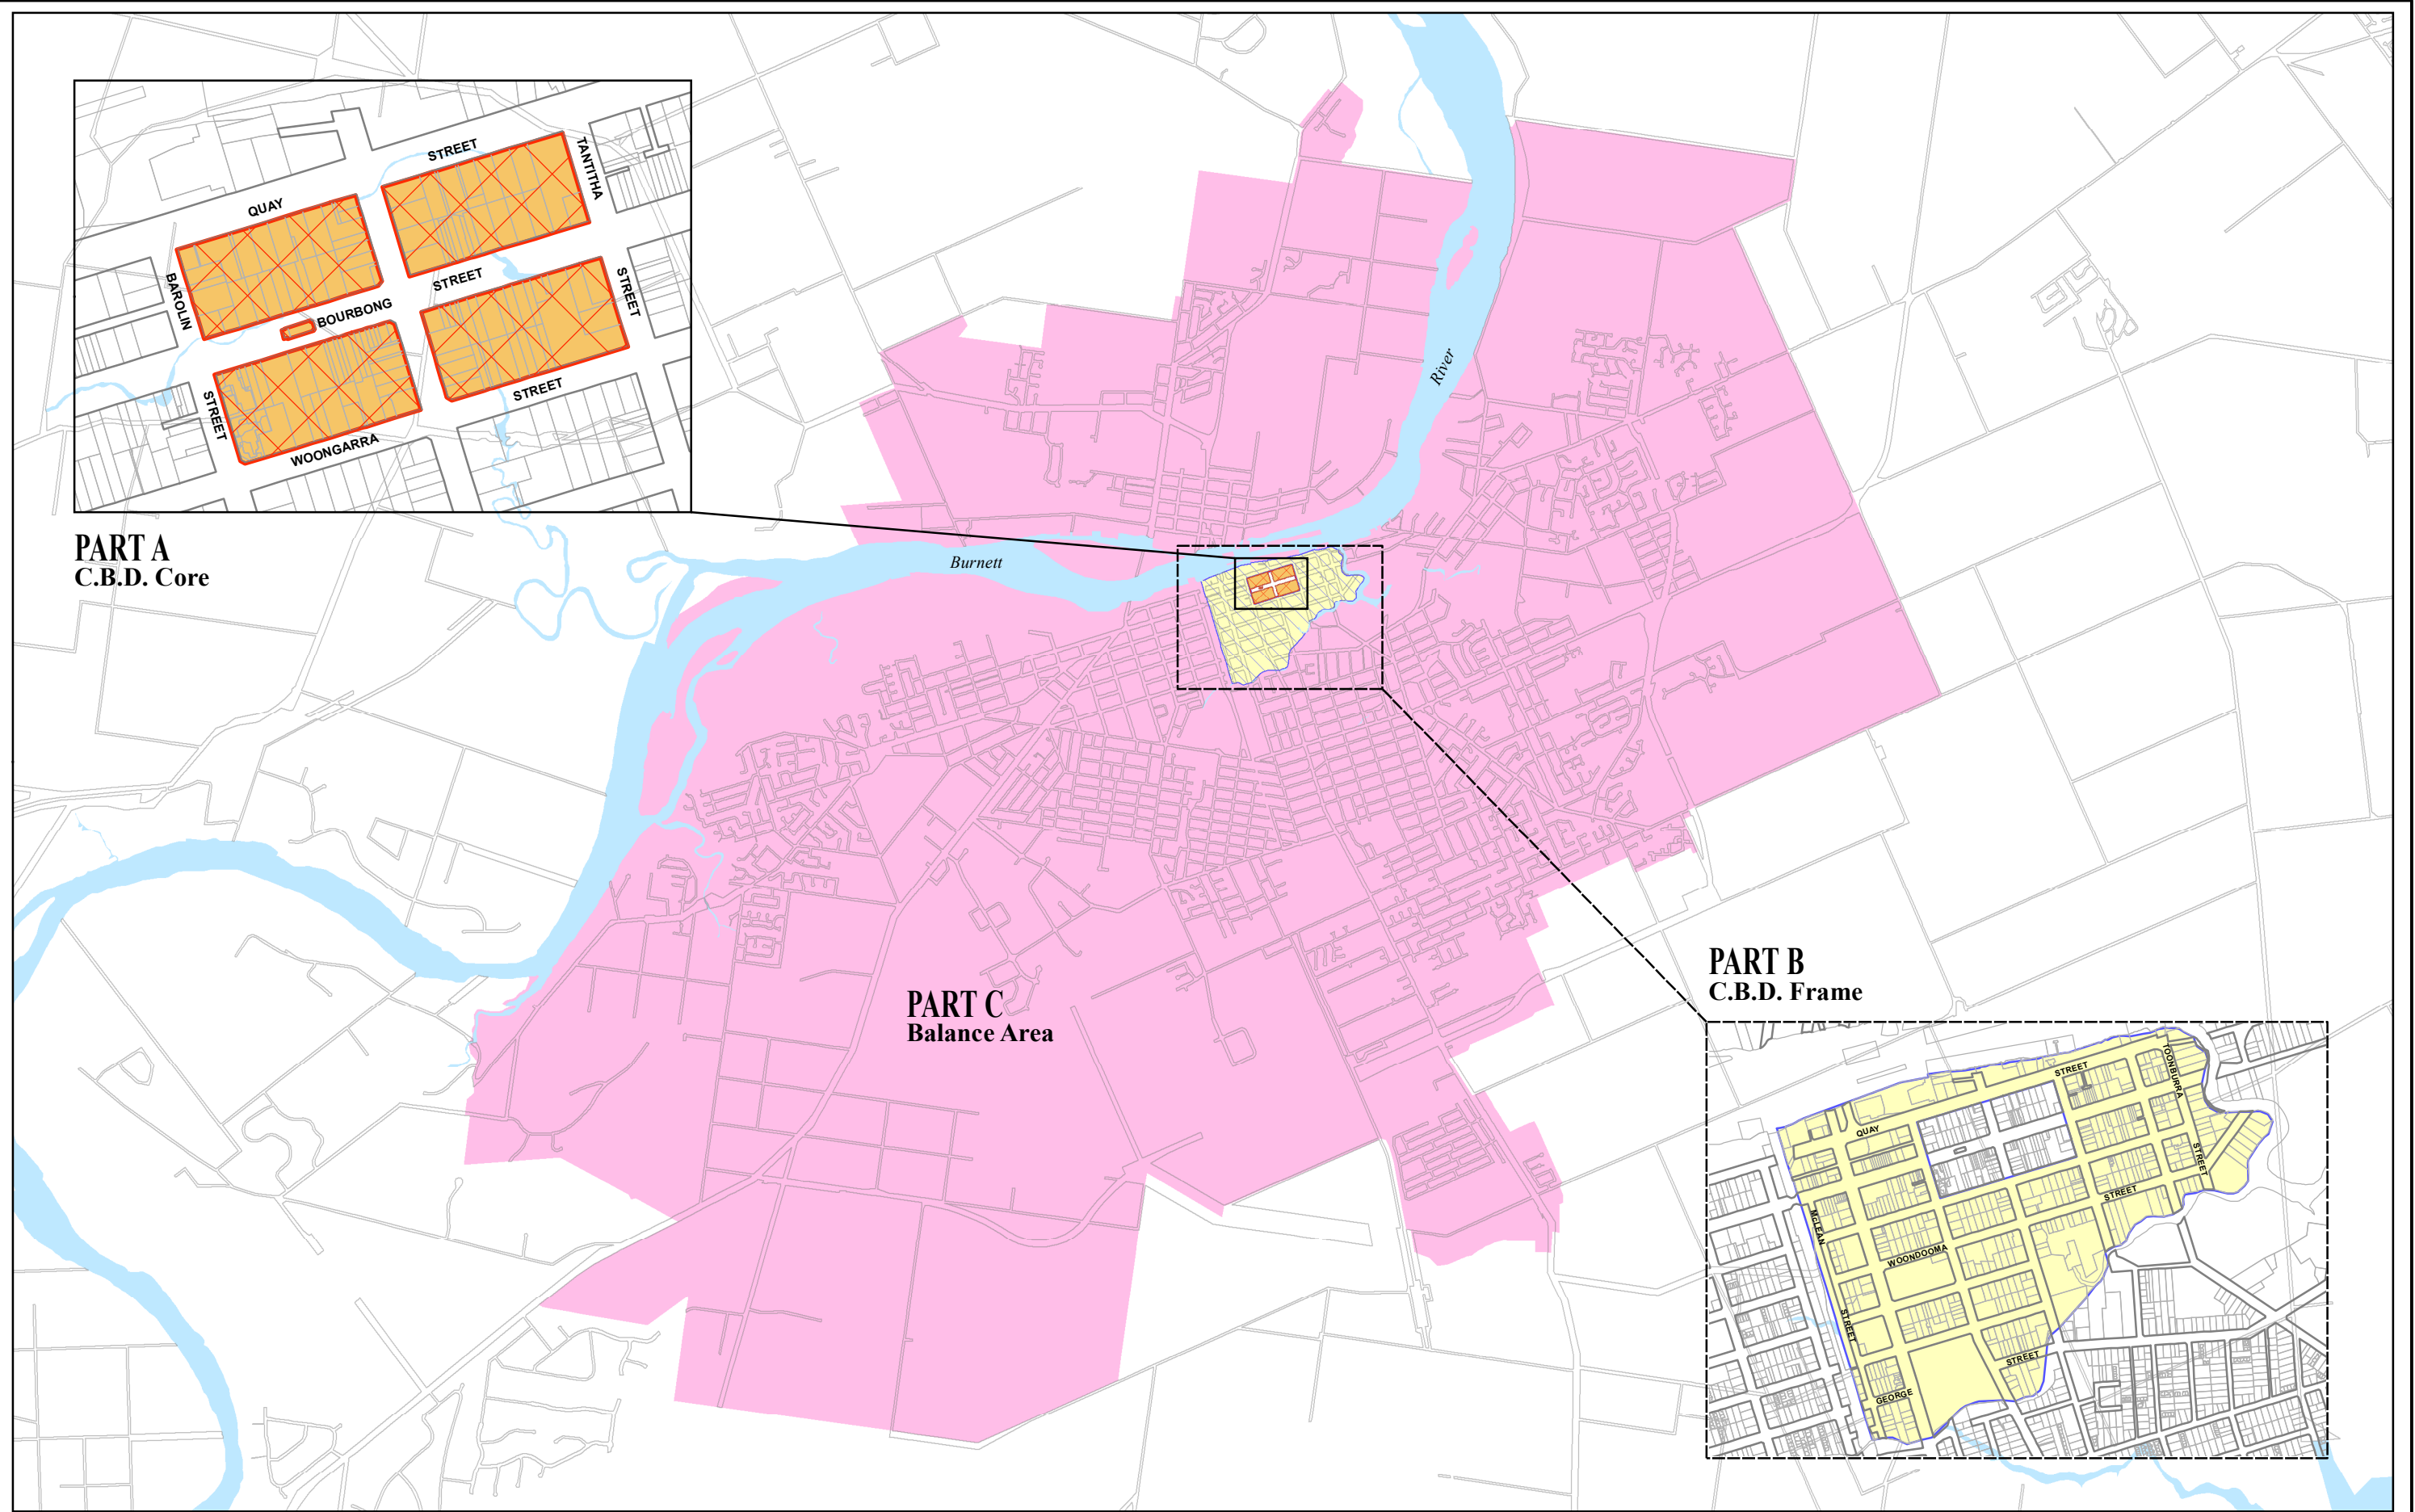 STREET
TANTITHA
QUAY
STREET
STREET
BAROLIN
BOURBONG
STREET
STREET
WOONGARRA
PART A
C.B.D. Core
River
Burnett
PART C
Balance Area
PART B
C.B.D. Frame
STREET
TOONBURRA
QUAY
STREET
STREET
McLEAN
WOONDOOMA
STREET
STREET
GEORGE